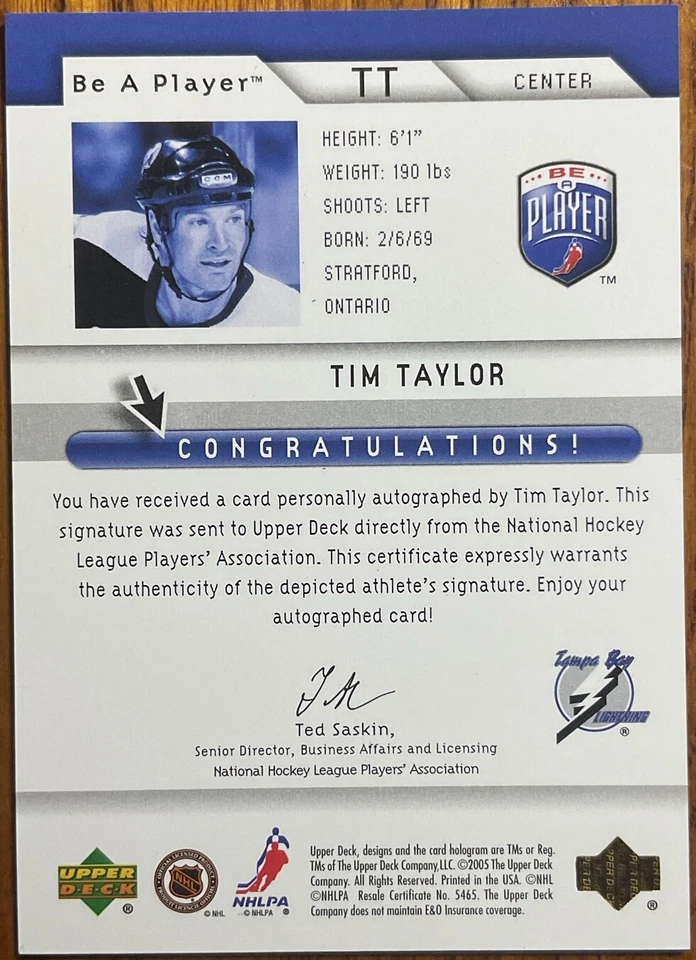 Be A Player™
TT
CENTER
CCM
HEIGHT: 6'1"
WEIGHT: 190 lbs
SHOOTS: LEFT
BORN: 2/6/69
STRATFORD,
ONTARIO
BE
A
PLAYER
TM
TIM TAYLOR
CONGRATULATIONS!
You have received a card personally autographed by Tim Taylor. This
signature was sent to Upper Deck directly from the National Hockey
League Players' Association. This certificate expressly warrants
the authenticity of the depicted athlete's signature. Enjoy your
autographed card!
Ted Saskin,
Senior Director, Business Affairs and Licensing
National Hockey League Players' Association
Tampa Bay
LIGHTNING
®
UPPER
DECK
®
NHL
© NHL
NHLPA
© NHLPA ®
Upper Deck, designs and the card hologram are TMs or Reg.
TMs of The Upper Deck Company, LLC. ©2005 The Upper Deck
Company. All Rights Reserved. Printed in the USA. ©NHL
©NHLPA Resale Certificate No. 5465. The Upper Deck
Company does not maintain E&O Insurance coverage.
®